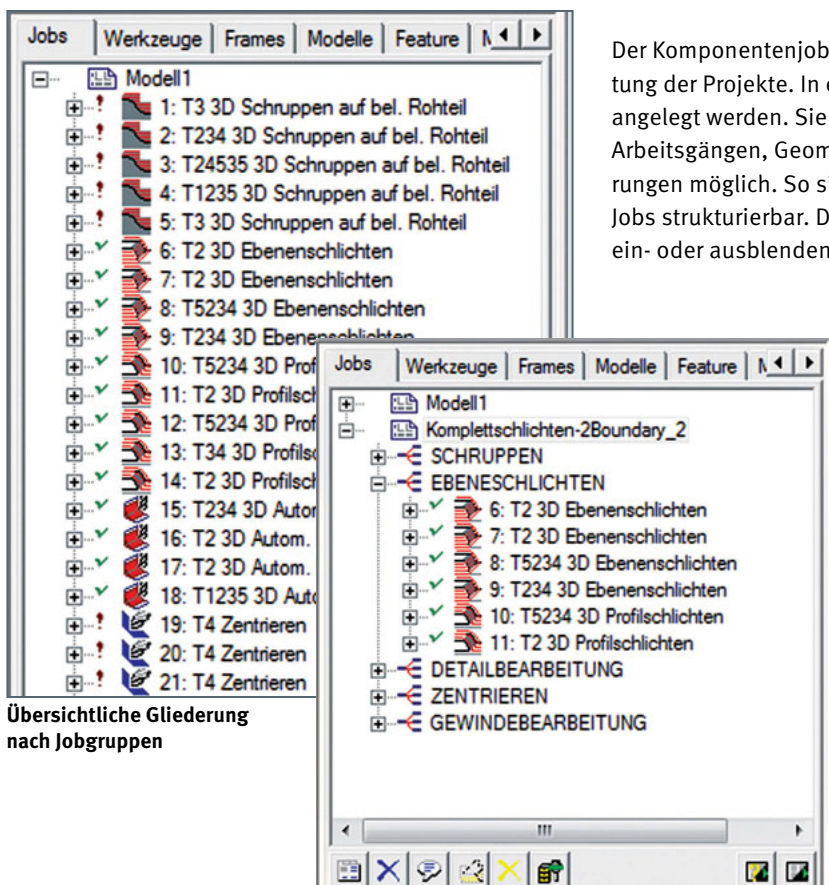 Jobs Werkzeuge Frames Modelle Feature
Modell1
1: T3 3D Schruppen auf bel. Rohteil
2: T234 3D Schruppen auf bel. Rohteil
3: T24535 3D Schruppen auf bel. Rohteil
4: T1235 3D Schruppen auf bel. Rohteil
5: T3 3D Schruppen auf bel. Rohteil
6: T2 3D Ebenenschlichten
7: T2 3D Ebenenschlichten
8: T5234 3D Ebenenschlichten
9: T234 3D Ebenenschlichten
10: T5234 3D Prof
11: T2 3D Profilsch
12: T5234 3D Prof
13: T34 3D Profilsc
14: T2 3D Profilsch
15: T234 3D Autor
16: T2 3D Autom.
17: T2 3D Autom.
18: T1235 3D Auto
19: T4 Zentrieren
20: T4 Zentrieren
21: T4 Zentrieren
Übersichtliche Gliederung
nach Jobgruppen
Der Komponentenjob
tung der Projekte. In
angelegt werden. Sie
Arbeitsgängen, Geom
rungen möglich. So si
Jobs strukturierbar. D
ein- oder ausblenden
Jobs Werkzeuge Frames Modelle Feature
Modell1
Komplettschlichten-2Boundary_2
SCHRUPPEN
EBENESCHLICHTEN
6: T2 3D Ebenenschlichten
7: T2 3D Ebenenschlichten
8: T5234 3D Ebenenschlichten
9: T234 3D Ebenenschlichten
10: T5234 3D Profilschlichten
11: T2 3D Profilschlichten
DETAILBEARBEITUNG
ZENTRIEREN
GEWINDEBEARBEITUNG